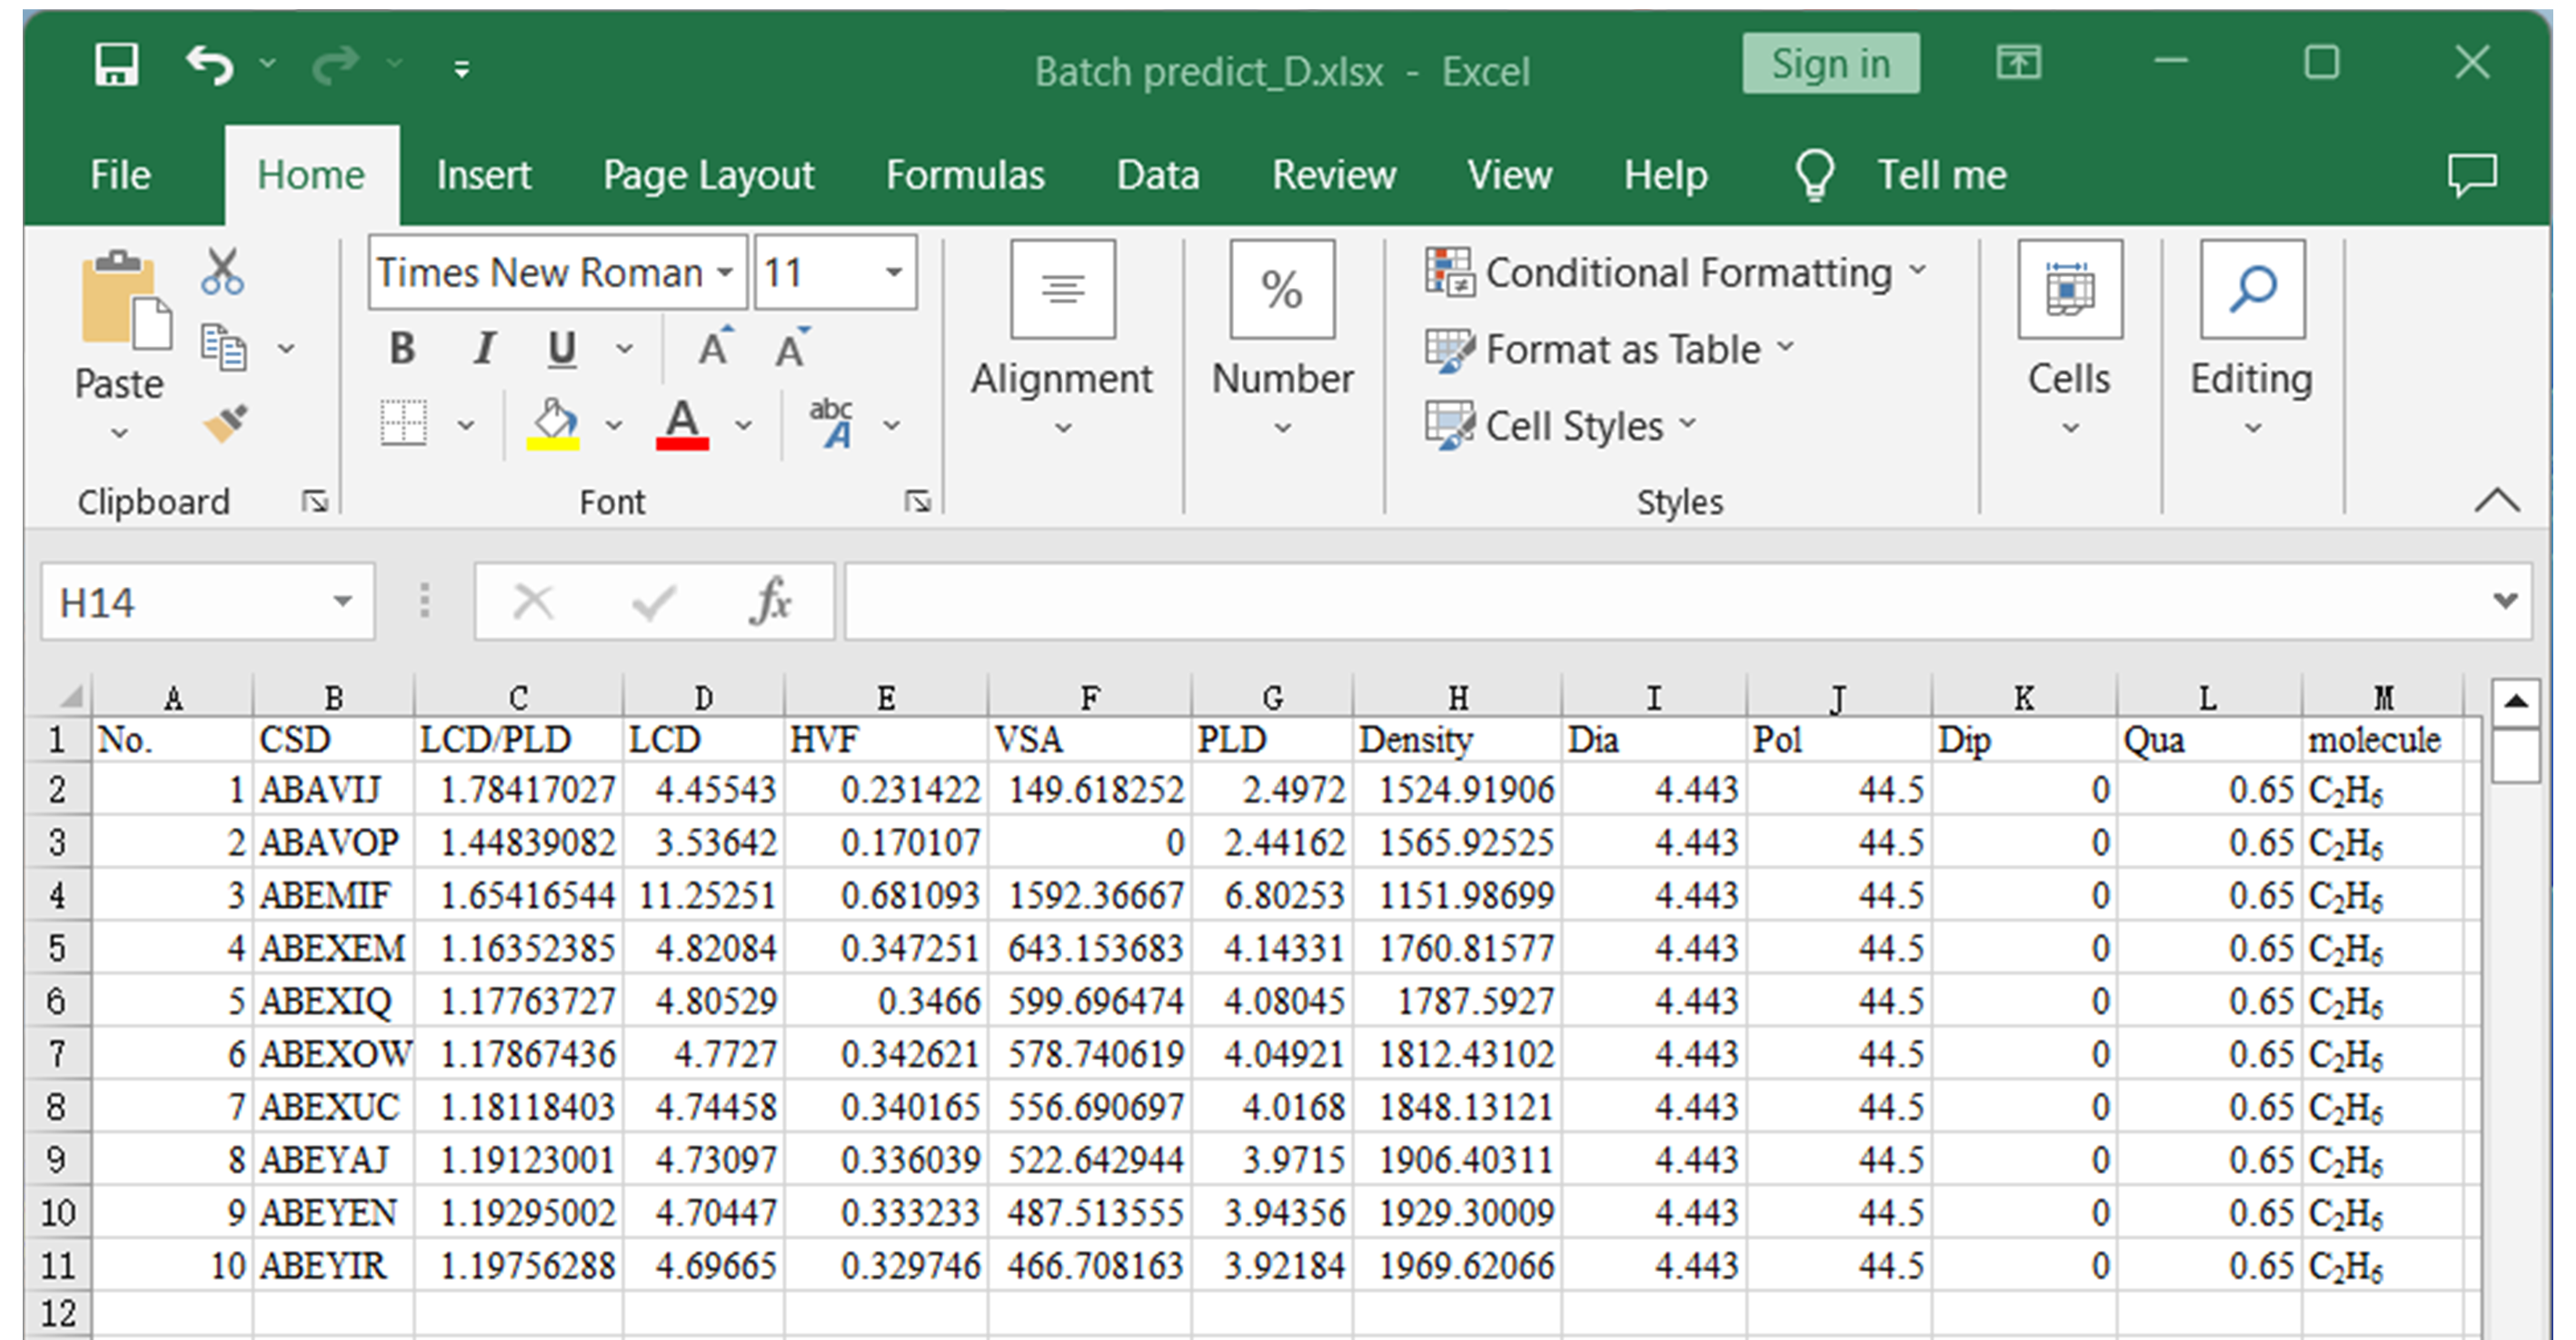 Batch predict_D.xlsx - Excel Sign in
File Home Insert Page Layout Formulas Data Review View Help Tell me
Times New Roman 11
Conditional Formatting
B I U A A
Format as Table
Paste Alignment Number Cells Editing
A abc A
Cell Styles
Clipboard Font Styles
H14 fx
A B C D E F G H I J K L M
1 No. CSD LCD/PLD LCD HVF VSA PLD Density Dia Pol Dip Qua molecule
2 1 ABAVIJ 1.78417027 4.45543 0.231422 149.618252 2.4972 1524.91906 4.443 44.5 0 0.65 C₂H₆
3 2 ABAVOP 1.44839082 3.53642 0.170107 0 2.44162 1565.92525 4.443 44.5 0 0.65 C₂H₆
4 3 ABEMIF 1.65416544 11.25251 0.681093 1592.36667 6.80253 1151.98699 4.443 44.5 0 0.65 C₂H₆
5 4 ABEXEM 1.16352385 4.82084 0.347251 643.153683 4.14331 1760.81577 4.443 44.5 0 0.65 C₂H₆
6 5 ABEXIQ 1.17763727 4.80529 0.3466 599.696474 4.08045 1787.5927 4.443 44.5 0 0.65 C₂H₆
7 6 ABEXOW 1.17867436 4.7727 0.342621 578.740619 4.04921 1812.43102 4.443 44.5 0 0.65 C₂H₆
8 7 ABEXUC 1.18118403 4.74458 0.340165 556.690697 4.0168 1848.13121 4.443 44.5 0 0.65 C₂H₆
9 8 ABEYAJ 1.19123001 4.73097 0.336039 522.642944 3.9715 1906.40311 4.443 44.5 0 0.65 C₂H₆
10 9 ABEYEN 1.19295002 4.70447 0.333233 487.513555 3.94356 1929.30009 4.443 44.5 0 0.65 C₂H₆
11 10 ABEYIR 1.19756288 4.69665 0.329746 466.708163 3.92184 1969.62066 4.443 44.5 0 0.65 C₂H₆
12